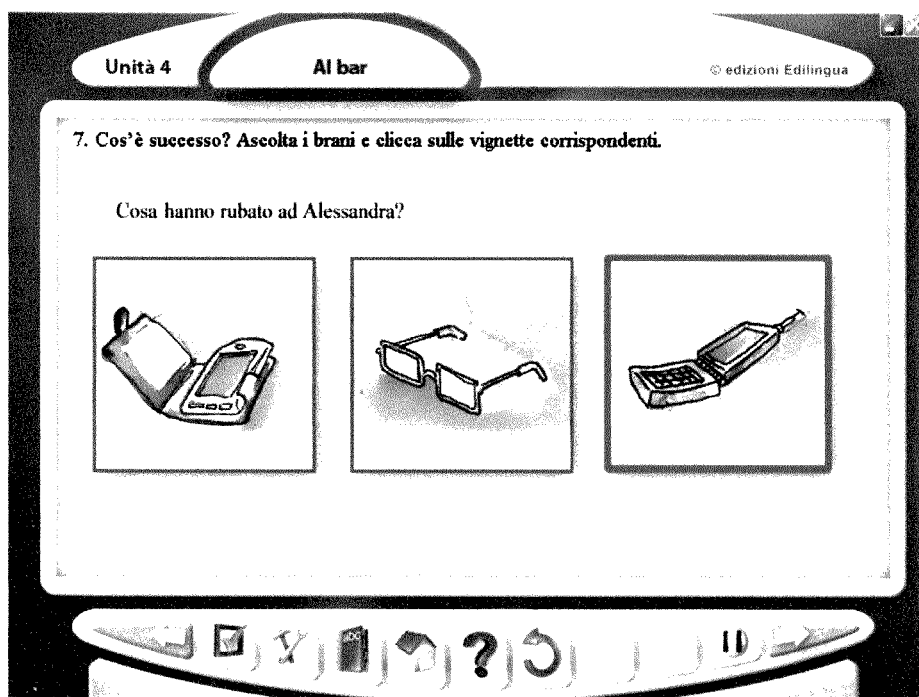 Unità 4
Al bar
© edizioni Edilingua
7. Cos'è successo? Ascolta i brani e clicca sulle vignette corrispondenti.
Cosa hanno rubato ad Alessandra?
ABC
?